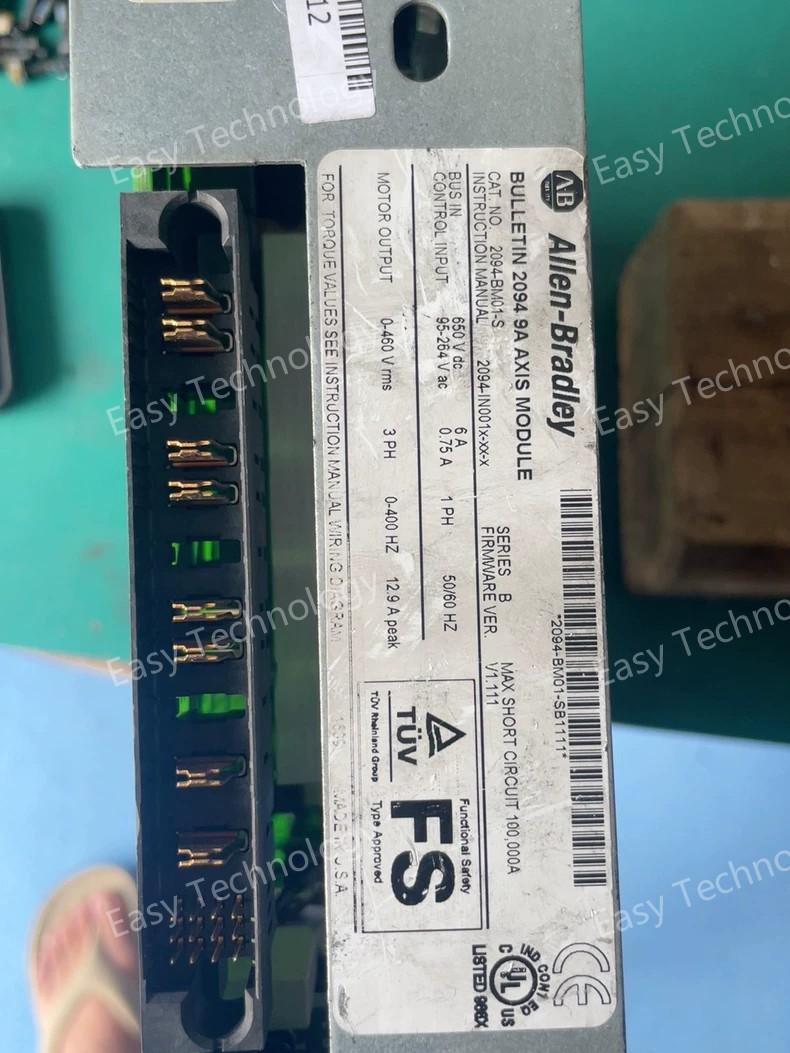 12
AB
Allen-Bradley
BULLETIN 2094 9A AXIS MODULE
CAT. NO. 2094-BM01-S SERIES B MAX SHORT CIRCUIT 100,000A
INSTRUCTION MANUAL 2094-IN001x-xx-x FIRMWARE VER. V1.111
*2094-BM01-SB1111*
BUS IN 650 V dc 6 A
CONTROL INPUT 95-264 V ac 0.75 A 1 PH 50/60 HZ
MOTOR OUTPUT 0-460 V rms 3 PH 0-400 HZ 12.9 A peak
FOR TORQUE VALUES SEE INSTRUCTION MANUAL WIRING DIAGRAM MADE IN U.S.A.
TÜV
TÜV Rheinland Group
FS
Functional Safety
Type Approved
CE
IND CONT EQ
C UL US
LISTED 966X
Easy Technology
Easy Technology
Easy Technology
Easy Technology
Easy Technology
Easy Technology
Easy Technology
Easy Technology